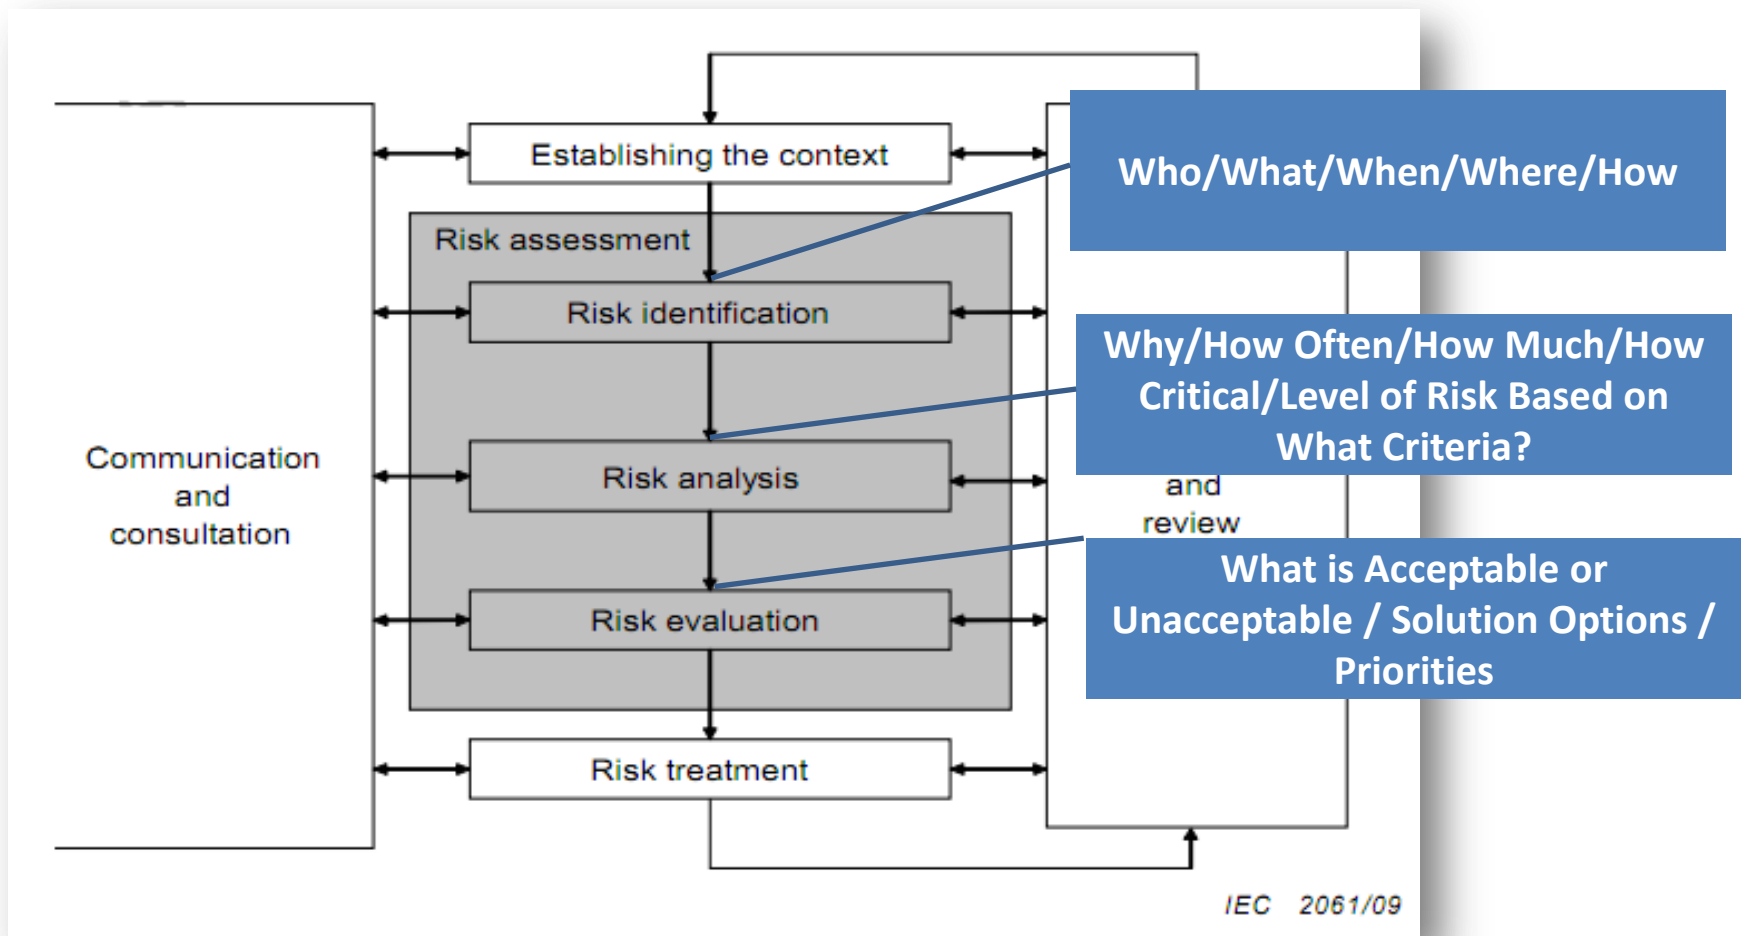 Establishing the context
Who/What/When/Where/How
Risk assessment
Risk identification
Why/How Often/How Much/How
Critical/Level of Risk Based on
What Criteria?
Communication
and
consultation
Risk analysis
and
review
What is Acceptable or
Unacceptable / Solution Options /
Priorities
Risk evaluation
Risk treatment
IEC 2061/09